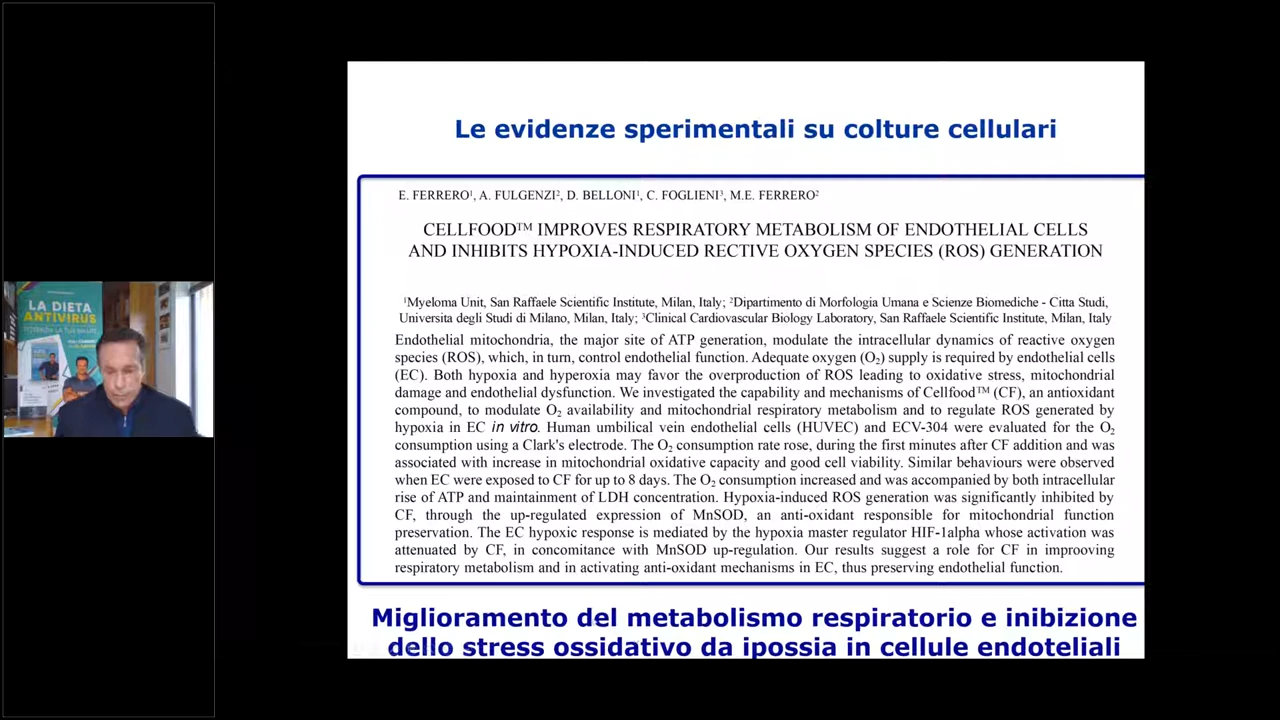 Le evidenze sperimentali su colture cellulari
E. FERRERO¹, A. FULGENZI², D. BELLONI¹, C. FOGLIENI³, M.E. FERRERO²
CELLFOOD™ IMPROVES RESPIRATORY METABOLISM OF ENDOTHELIAL CELLS
AND INHIBITS HYPOXIA-INDUCED RECTIVE OXYGEN SPECIES (ROS) GENERATION
¹Myeloma Unit, San Raffaele Scientific Institute, Milan, Italy; ²Dipartimento di Morfologia Umana e Scienze Biomediche - Citta Studi,
Universita degli Studi di Milano, Milan, Italy; ³Clinical Cardiovascular Biology Laboratory, San Raffaele Scientific Institute, Milan, Italy
Endothelial mitochondria, the major site of ATP generation, modulate the intracellular dynamics of reactive oxygen
species (ROS), which, in turn, control endothelial function. Adequate oxygen (O₂) supply is required by endothelial cells
(EC). Both hypoxia and hyperoxia may favor the overproduction of ROS leading to oxidative stress, mitochondrial
damage and endothelial dysfunction. We investigated the capability and mechanisms of Cellfood™ (CF), an antioxidant
compound, to modulate O₂ availability and mitochondrial respiratory metabolism and to regulate ROS generated by
hypoxia in EC in vitro. Human umbilical vein endothelial cells (HUVEC) and ECV-304 were evaluated for the O₂
consumption using a Clark's electrode. The O₂ consumption rate rose, during the first minutes after CF addition and was
associated with increase in mitochondrial oxidative capacity and good cell viability. Similar behaviours were observed
when EC were exposed to CF for up to 8 days. The O₂ consumption increased and was accompanied by both intracellular
rise of ATP and maintainment of LDH concentration. Hypoxia-induced ROS generation was significantly inhibited by
CF, through the up-regulated expression of MnSOD, an anti-oxidant responsible for mitochondrial function
preservation. The EC hypoxic response is mediated by the hypoxia master regulator HIF-1alpha whose activation was
attenuated by CF, in concomitance with MnSOD up-regulation. Our results suggest a role for CF in improoving
respiratory metabolism and in activating anti-oxidant mechanisms in EC, thus preserving endothelial function.
Miglioramento del metabolismo respiratorio e inibizione
dello stress ossidativo da ipossia in cellule endoteliali
LA DIETA
ANTIVIRUS